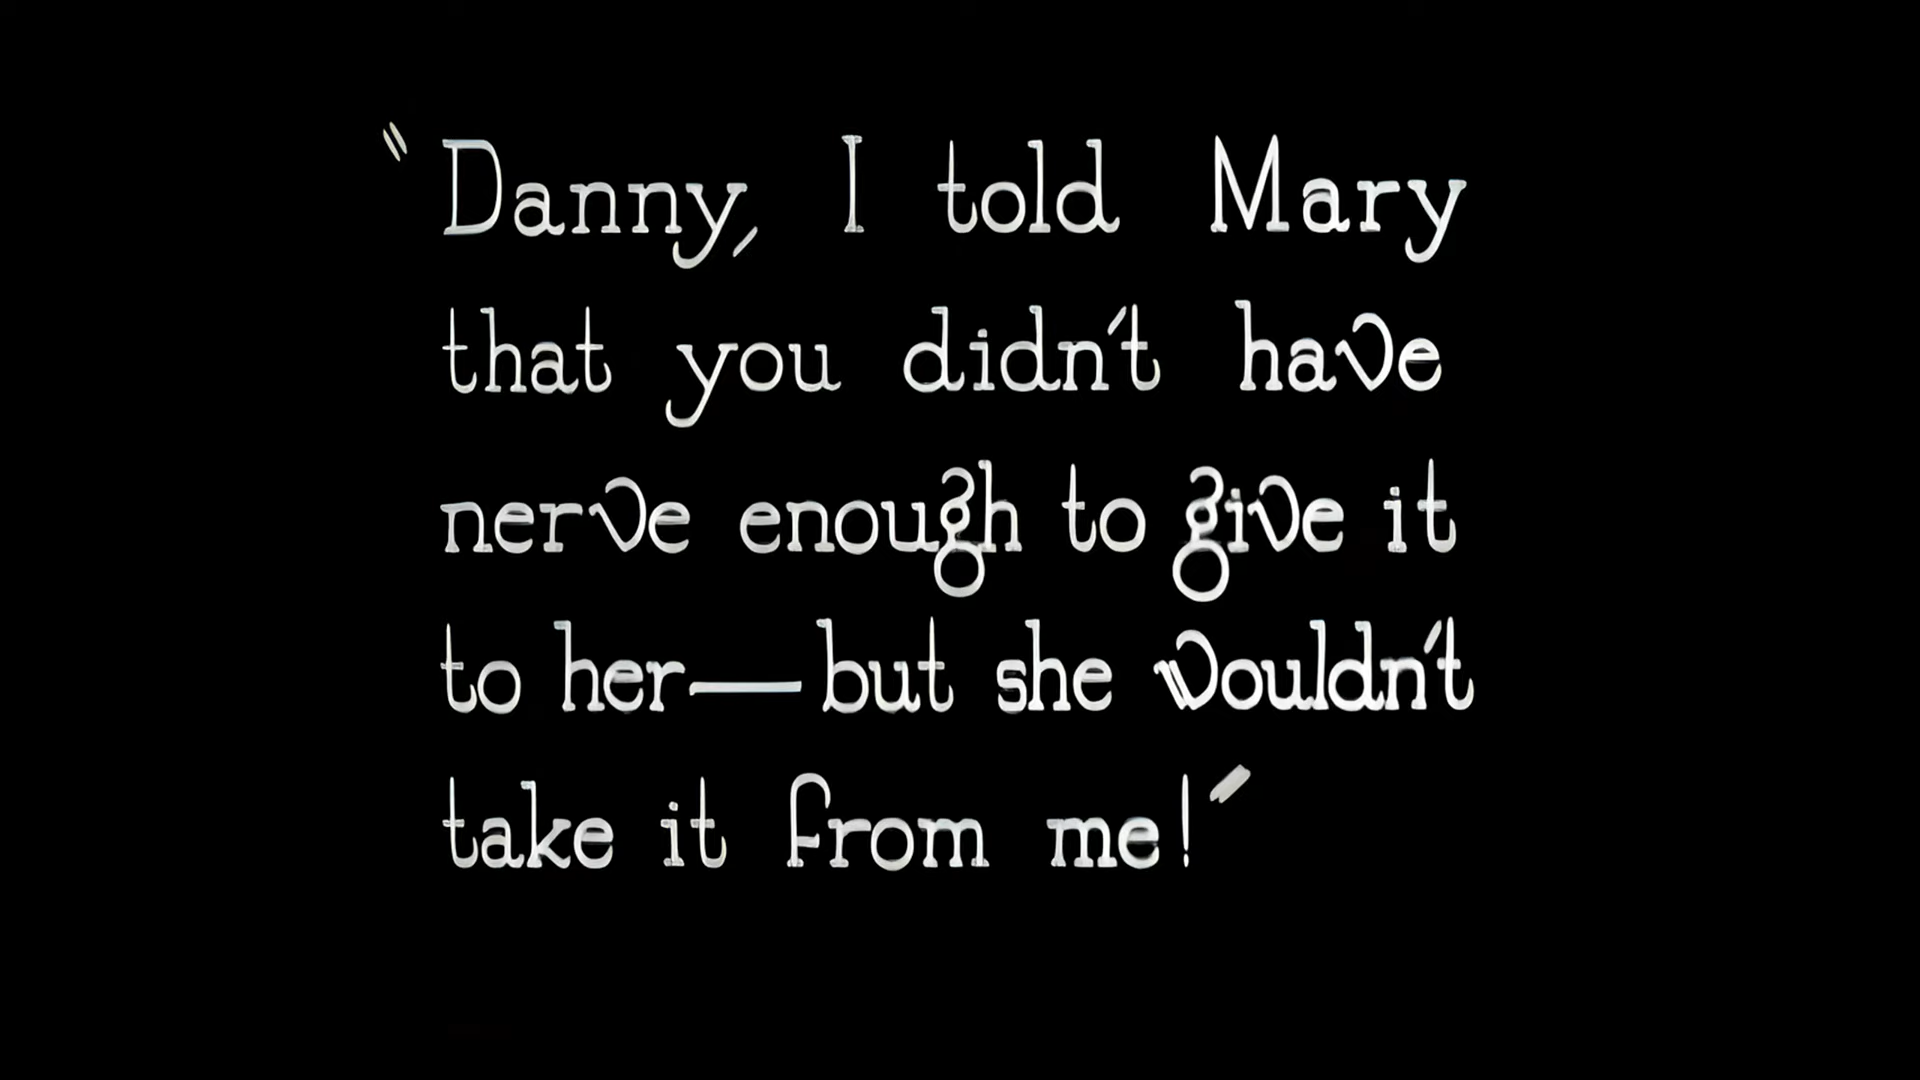 "Danny, I told Mary
that you didn't have
nerve enough to give it
to her—but she wouldn't
take it from me!"